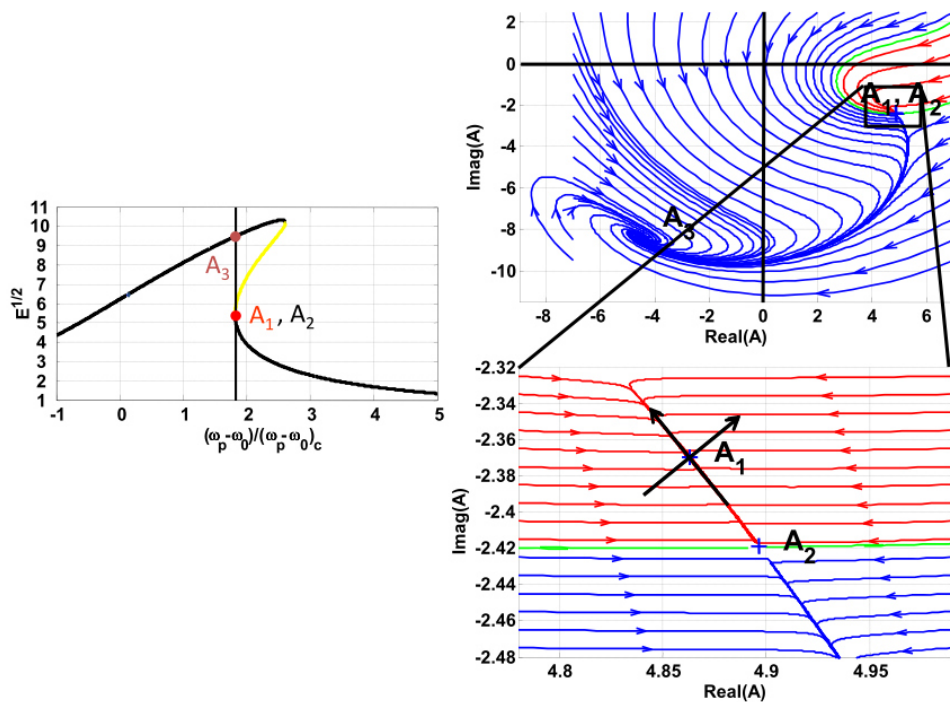 11
10
9
8
7
6
5
4
3
2
1
E^1/2
A₃
A₁, A₂
-1 0 1 2 3 4 5
(ωₚ-ω₀)/(ωₚ-ω₀)c
2
0
-2
-4
-6
-8
-10
Imag(A)
A₁, A₂
A₃
-8 -6 -4 -2 0 2 4 6
Real(A)
-2.32
-2.34
-2.36
-2.38
-2.4
-2.42
-2.44
-2.46
-2.48
Imag(A)
A₁
A₂
4.8 4.85 4.9 4.95
Real(A)